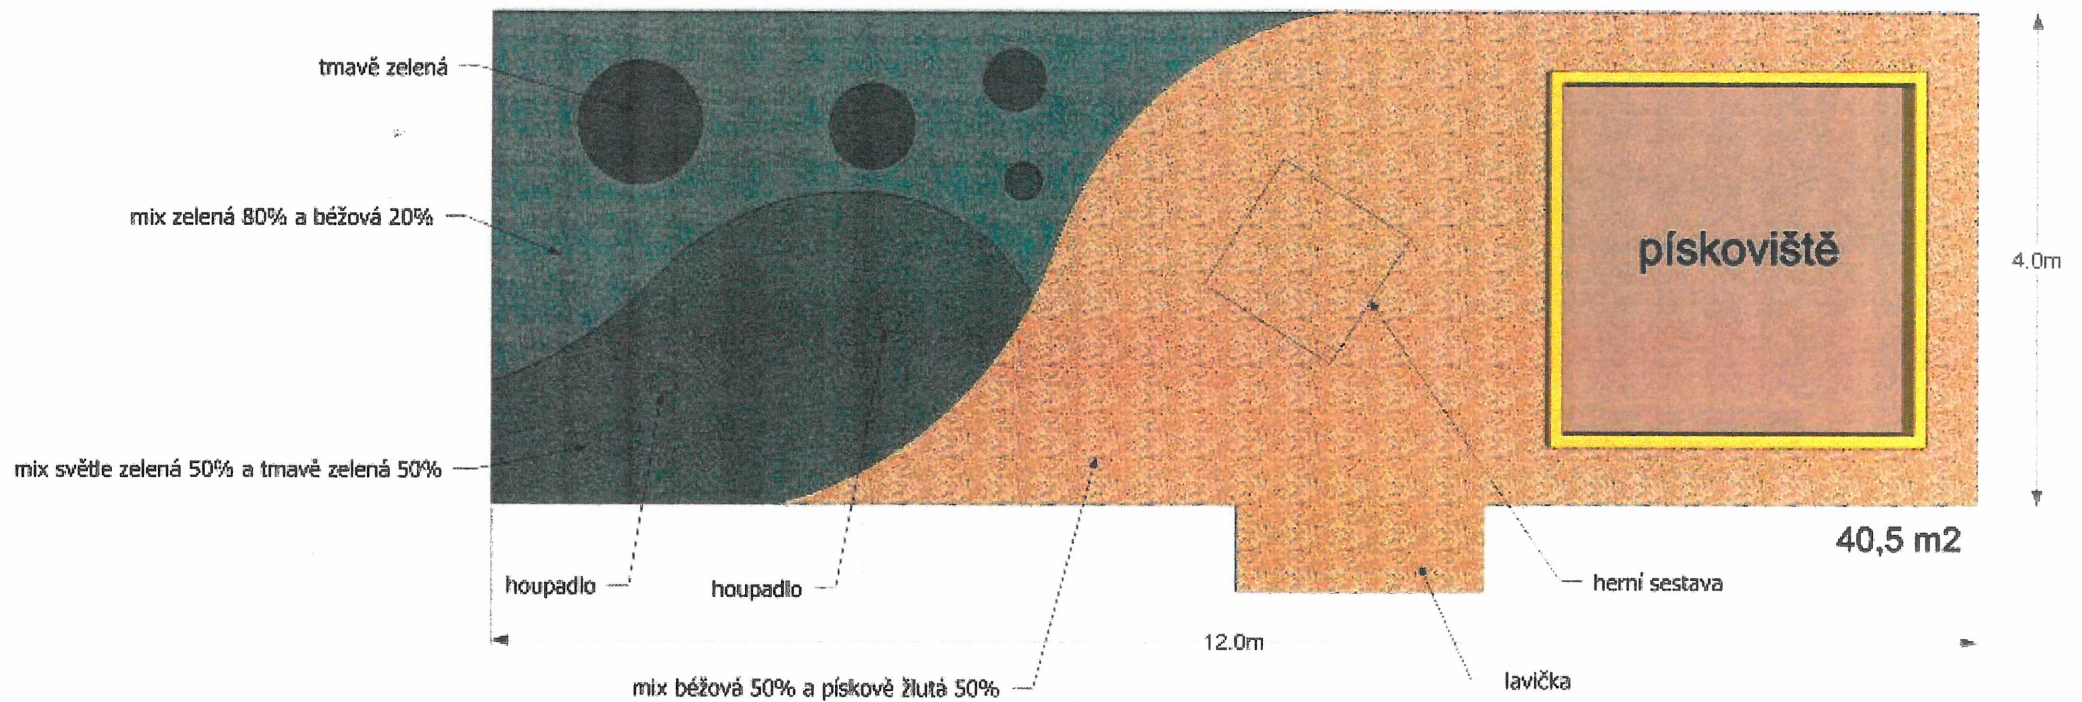 tmavě zelená
mix zelená 80% a béžová 20%
pískoviště
4.0m
mix světle zelená 50% a tmavě zelená 50%
40,5 m2
houpadlo
houpadlo
herní sestava
12.0m
mix béžová 50% a pískově žlutá 50%
lavička